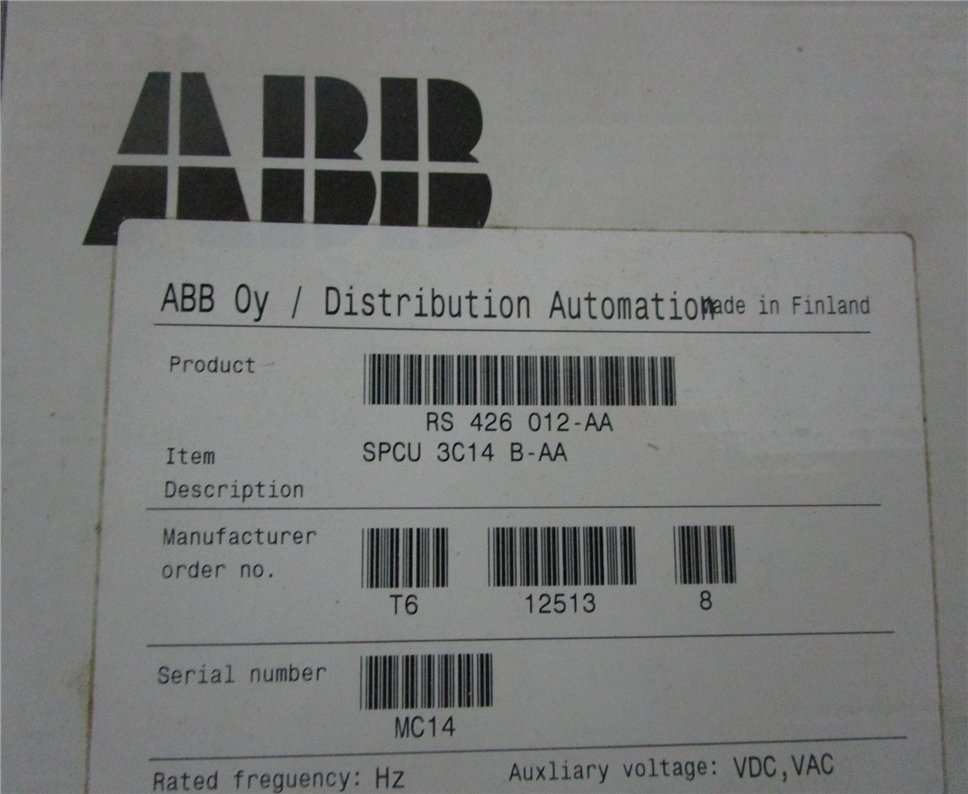 ABB
ABB Oy / Distribution Automation Made in Finland
Product
RS 426 012-AA
Item SPCU 3C14 B-AA
Description
Manufacturer
order no.
T6 12513 8
Serial number
MC14
Rated freguency: Hz Auxliary voltage: VDC,VAC